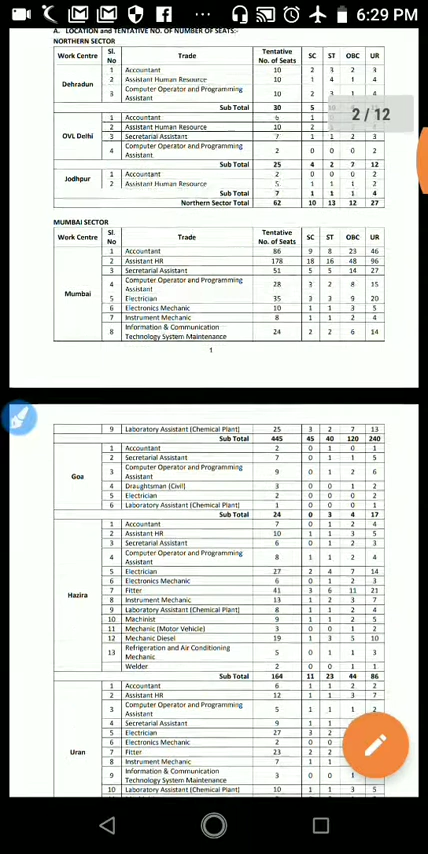 6:29 PM
A. LOCATION and TENTATIVE NO. OF NUMBER OF SEATS:-
NORTHERN SECTOR
Work Centre Sl. No Trade Tentative No. of Seats SC ST OBC UR
Dehradun
1 Accountant 10 2 3 2 3
2 Assistant Human Resource 10 1 4 1 4
3 Computer Operator and Programming Assistant 10 2 3 1 4
Sub Total 30 5
2 / 12
OVL Delhi
1 Accountant 6 1
2 Assistant Human Resource 10 2
3 Secretarial Assistant 7 1 1 2 3
4 Computer Operator and Programming Assistant 2 0 0 0 2
Sub Total 25 4 2 7 12
Jodhpur
1 Accountant 2 0 0 0 2
2 Assistant Human Resource 5 1 1 1 2
Sub Total 7 1 1 1 4
Northern Sector Total 62 10 13 12 27
MUMBAI SECTOR
Work Centre Sl. No Trade Tentative No. of Seats SC ST OBC UR
Mumbai
1 Accountant 86 9 8 23 46
2 Assistant HR 178 18 16 48 96
3 Secretarial Assistant 51 5 5 14 27
4 Computer Operator and Programming Assistant 28 3 2 8 15
5 Electrician 35 3 3 9 20
6 Electronics Mechanic 10 1 1 3 5
7 Instrument Mechanic 8 1 1 2 4
8 Information & Communication Technology System Maintenance 24 2 2 6 14
1
9 Laboratory Assistant (Chemical Plant) 25 3 2 7 13
Sub Total 445 45 40 120 240
Goa
1 Accountant 2 0 1 0 1
2 Secretarial Assistant 7 0 1 1 5
3 Computer Operator and Programming Assistant 9 0 1 2 6
4 Draughtsman (Civil) 3 0 0 1 2
5 Electrician 2 0 0 0 2
6 Laboratory Assistant (Chemical Plant) 1 0 0 0 1
Sub Total 24 0 3 4 17
Hazira
1 Accountant 7 0 1 2 4
2 Assistant HR 10 1 1 3 5
3 Secretarial Assistant 6 0 1 2 3
4 Computer Operator and Programming Assistant 8 1 1 2 4
5 Electrician 27 2 4 7 14
6 Electronics Mechanic 6 0 1 2 3
7 Fitter 41 3 6 11 21
8 Instrument Mechanic 13 1 2 3 7
9 Laboratory Assistant (Chemical Plant) 8 1 1 2 4
10 Machinist 9 1 1 2 5
11 Mechanic (Motor Vehicle) 3 0 0 1 2
12 Mechanic Diesel 19 1 3 5 10
13 Refrigeration and Air Conditioning Mechanic 5 0 1 1 3
Welder 2 0 0 1 1
Sub Total 164 11 23 44 86
Uran
1 Accountant 6 1 1 2 2
2 Assistant HR 12 1 1 3 7
3 Computer Operator and Programming Assistant 5 1 1 1 2
4 Secretarial Assistant 9 1 1
5 Electrician 27 3 2
6 Electronics Mechanic 2 0 0
7 Fitter 23 2 2
8 Instrument Mechanic 7 1 1
9 Information & Communication Technology System Maintenance 3 0 0 1
10 Laboratory Assistant (Chemical Plant) 10 1 1 3 5